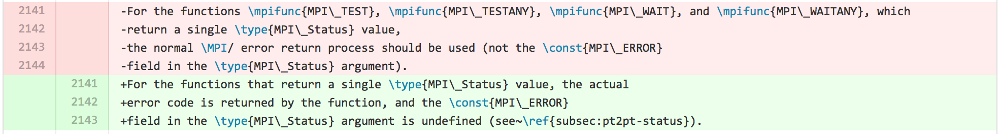 2141 -For the functions \mpifunc{MPI\_TEST}, \mpifunc{MPI\_TESTANY}, \mpifunc{MPI\_WAIT}, and \mpifunc{MPI\_WAITANY}, which
2142 -return a single \type{MPI\_Status} value,
2143 -the normal \MPI/ error return process should be used (not the \const{MPI\_ERROR}
2144 -field in the \type{MPI\_Status} argument).
2141 +For the functions that return a single \type{MPI\_Status} value, the actual
2142 +error code is returned by the function, and the \const{MPI\_ERROR}
2143 +field in the \type{MPI\_Status} argument is undefined (see~\ref{subsec:pt2pt-status}).